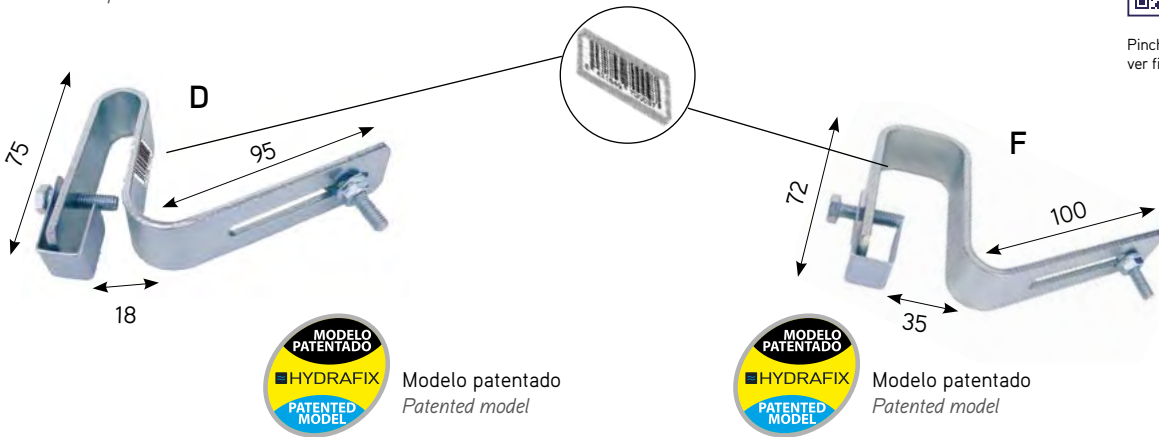 Pinch
ver fi
D
75
95
18
F
72
100
35
MODELO
PATENTADO
HYDRAFIX
PATENTED
MODEL
Modelo patentado
Patented model
MODELO
PATENTADO
HYDRAFIX
PATENTED
MODEL
Modelo patentado
Patented model